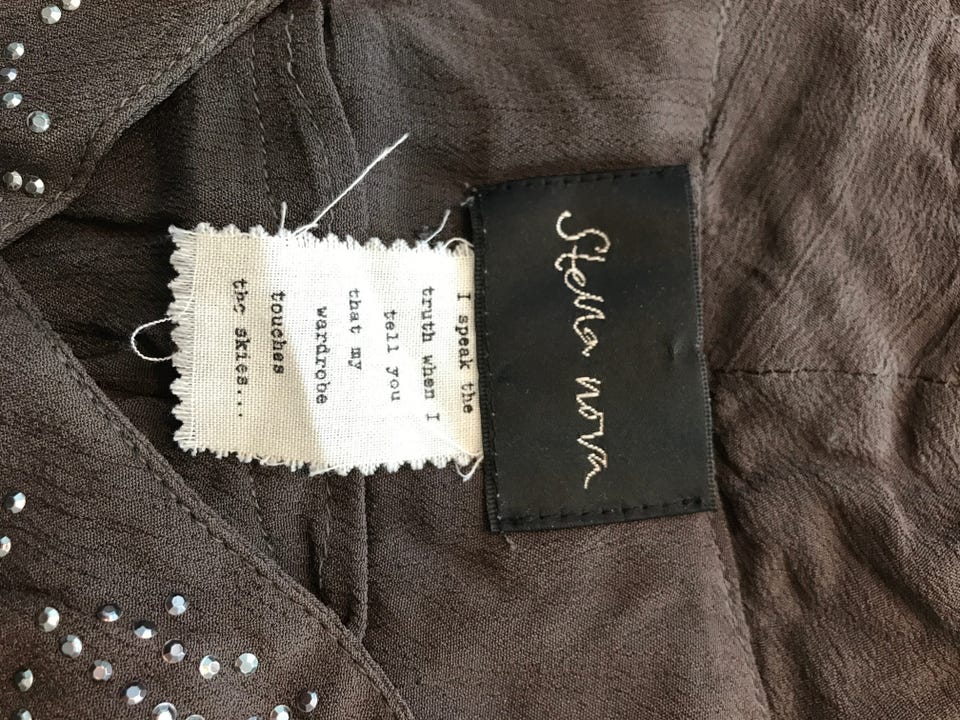 Stella nova
I speak the
truth when I
tell you
that my
wardrobe
touches
the skies...